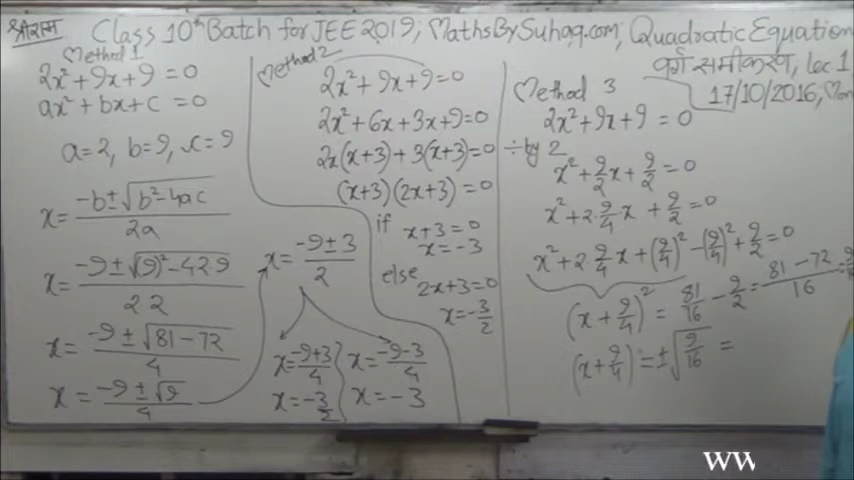 श्रीराम Class 10th Batch for JEE 2019, MathsBySuhag.com, Quadratic Equation
वर्ग समीकरण, Lec 1
17/10/2016, Mon
Method 1
2x²+9x+9=0
ax²+bx+c=0
a=2, b=9, c=9
x= -b±√b²-4ac / 2a
x= -9±√(9)²-4·2·9 / 2·2
x= -9±√81-72 / 4
x= -9±√9 / 4
x= -9±3 / 2
x= -9+3 / 4
x= -3/2
x= -9-3 / 4
x= -3
Method 2
2x²+9x+9=0
2x²+6x+3x+9=0
2x(x+3)+3(x+3)=0
(x+3)(2x+3)=0
if x+3=0
x=-3
else 2x+3=0
x=-3/2
Method 3
2x²+9x+9=0
÷by 2
x²+9/2x+9/2=0
x²+2·9/4x+9/2=0
x²+2·9/4x+(9/4)²-(9/4)²+9/2=0
(x+9/4)²=81/16-9/2=81-72/16=
(x+9/4)=±√9/16=
ww